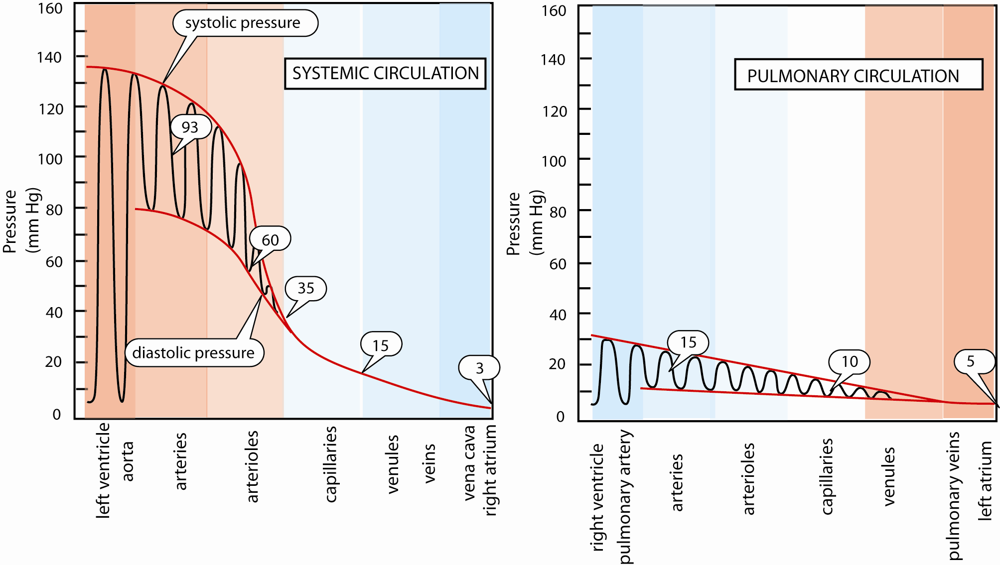 160
140
120
100
80
60
40
20
0
Pressure
(mm Hg)
systolic pressure
SYSTEMIC CIRCULATION
93
60
35
diastolic pressure
15
3
left ventricle
aorta
arteries
arterioles
capillaries
venules
veins
vena cava
right atrium
160
140
120
100
80
60
40
20
0
Pressure
(mm Hg)
PULMONARY CIRCULATION
15
10
5
right ventricle
pulmonary artery
arteries
arterioles
capillaries
venules
pulmonary veins
left atrium